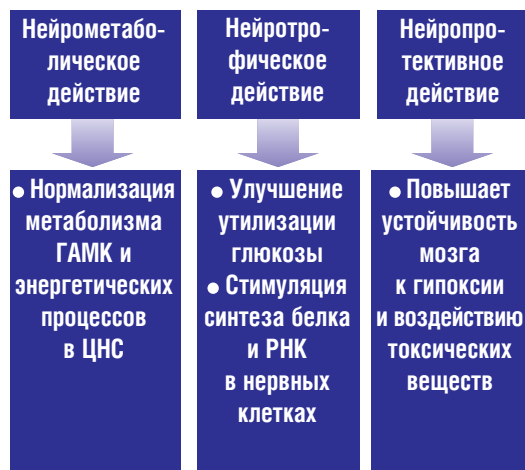 Нейрометабо-
лическое
действие
Нейротро-
фическое
действие
Нейропро-
тективное
действие
● Нормализация
метаболизма
ГАМК и
энергетических
процессов
в ЦНС
● Улучшение
утилизации
глюкозы
● Стимуляция
синтеза белка
и РНК
в нервных
клетках
● Повышает
устойчивость
мозга
к гипоксии
и воздействию
токсических
веществ